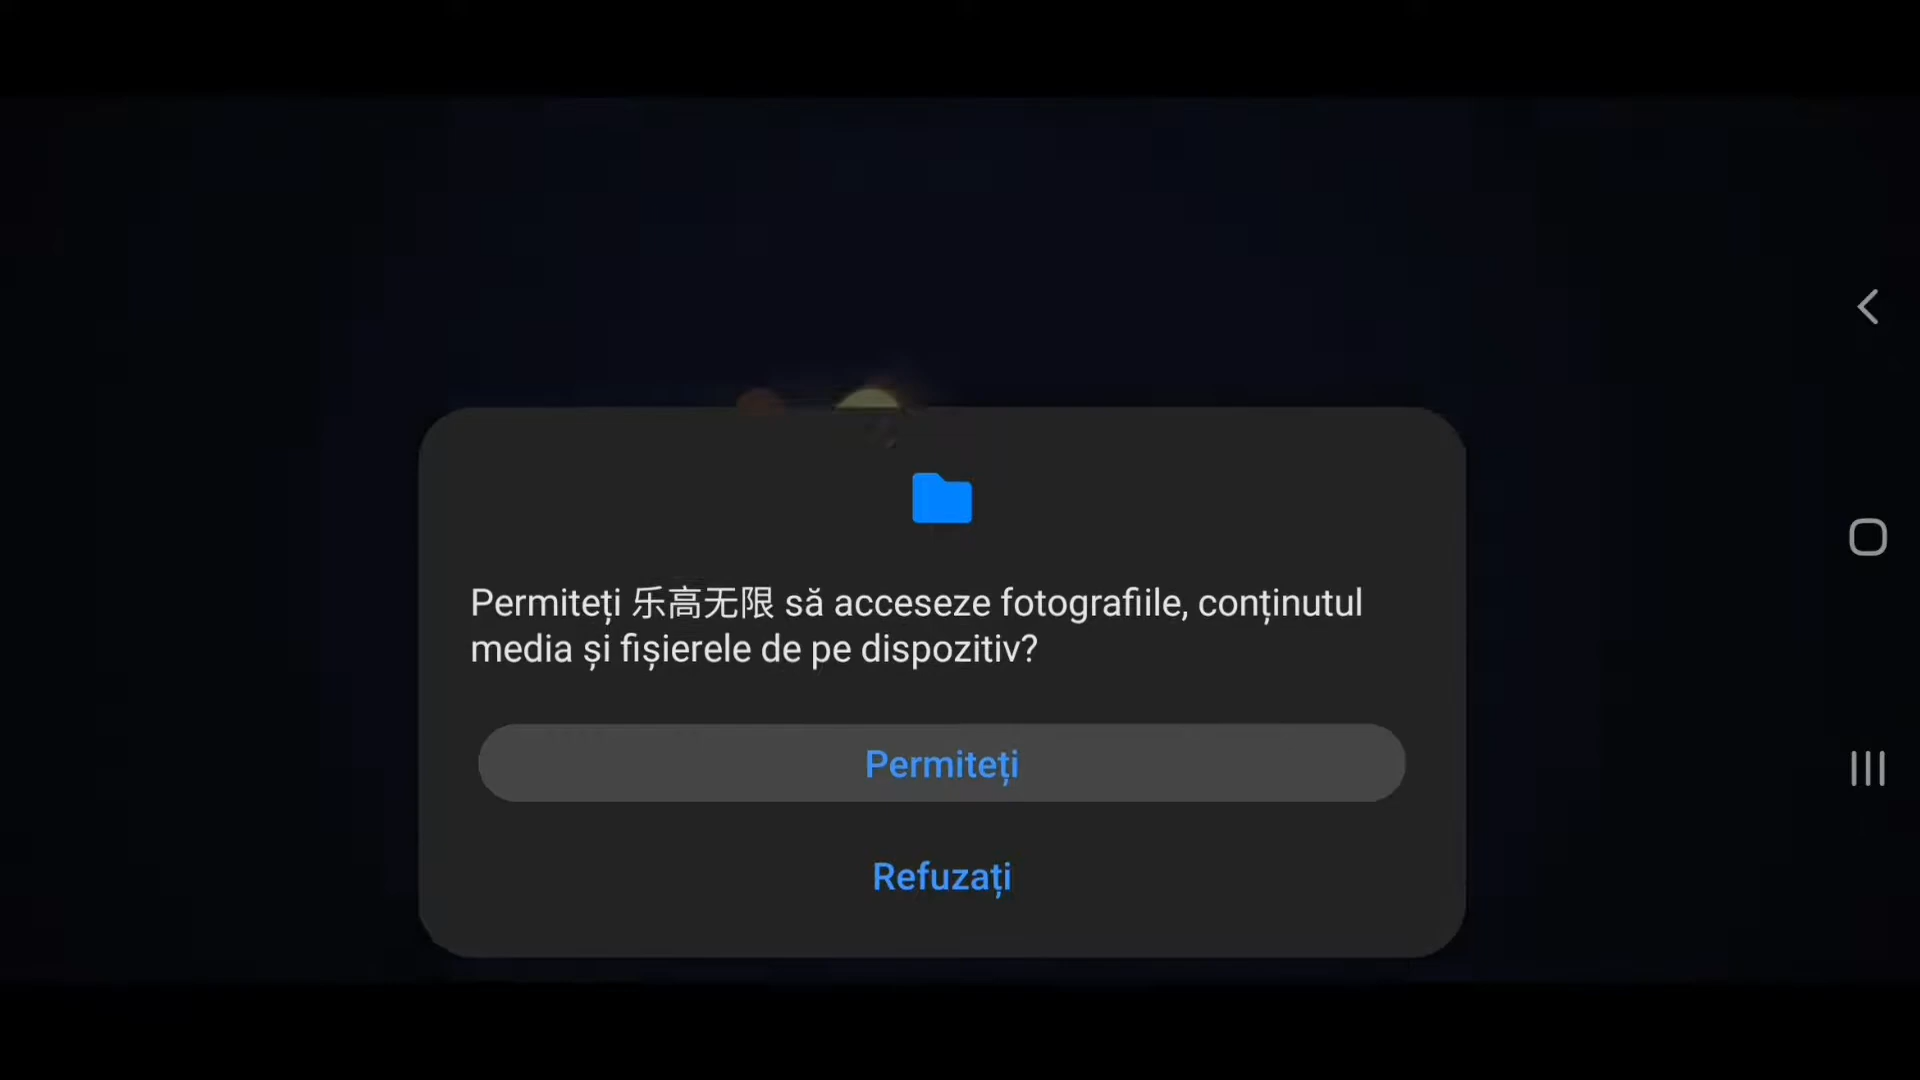 Permiteți 乐高无限 să acceseze fotografiile, conținutul
media și fișierele de pe dispozitiv?
Permiteți
Refuzați